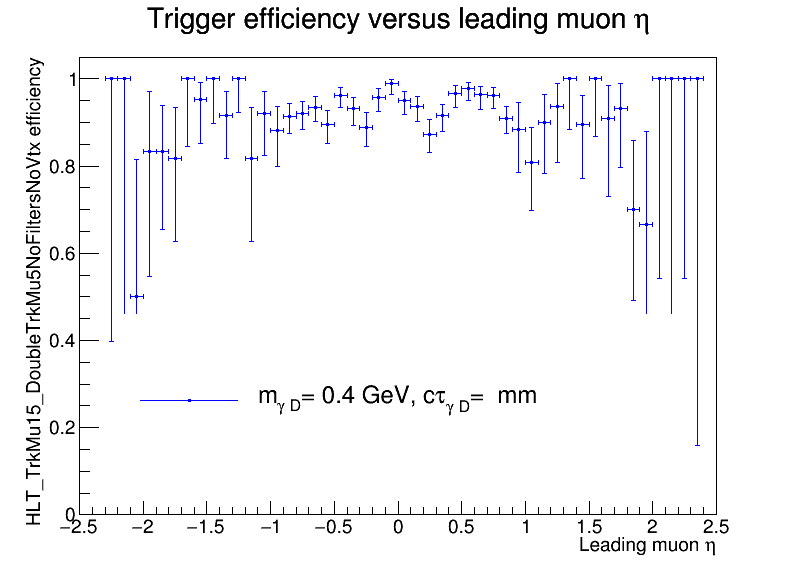 Trigger efficiency versus leading muon η
HLT_TrkMu15_DoubleTrkMu5NoFiltersNoVtx efficiency
1
0.8
0.6
0.4
0.2
0
mγ D= 0.4 GeV, cτγ D=  mm
−2.5 −2 −1.5 −1 −0.5 0 0.5 1 1.5 2 2.5
Leading muon η